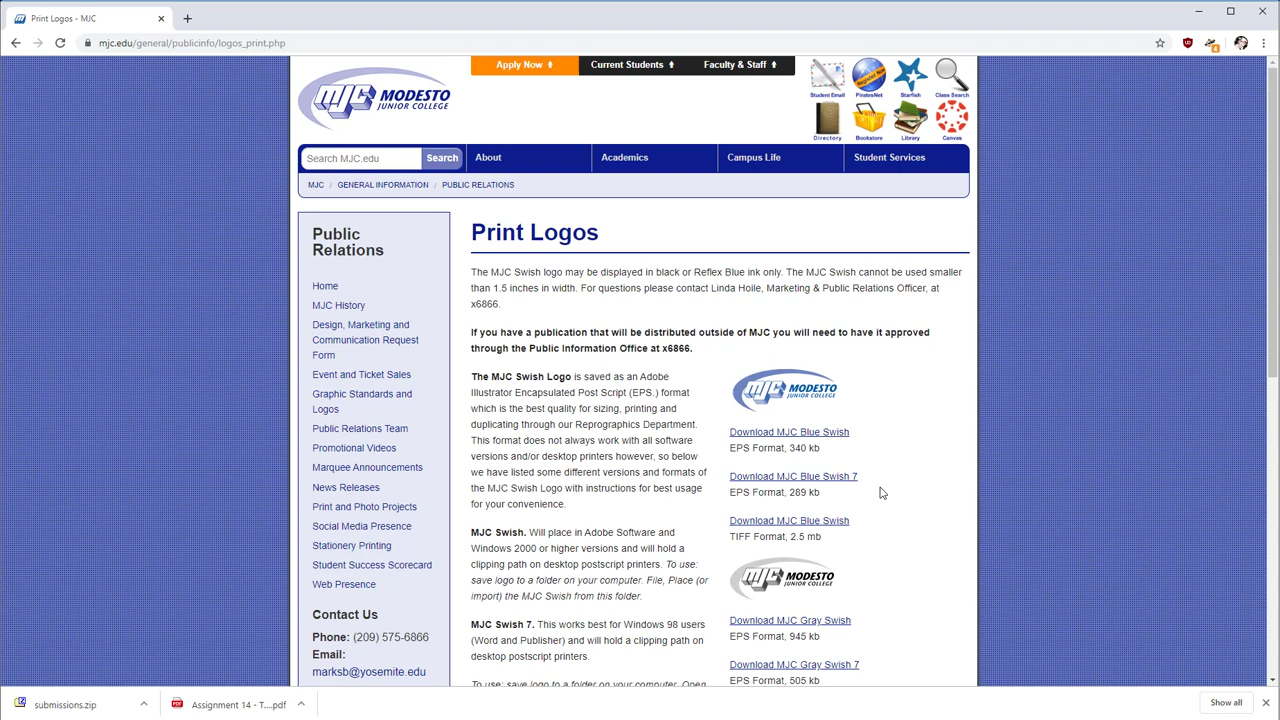 Print Logos - MJC
mjc.edu/general/publicinfo/logos_print.php
Apply Now
Current Students
Faculty & Staff
Student Email
PiratesNet
Starfish
Class Search
Directory
Bookstore
Library
Canvas
MJC MODESTO
JUNIOR COLLEGE
Search MJC.edu
Search
About
Academics
Campus Life
Student Services
MJC / GENERAL INFORMATION / PUBLIC RELATIONS
Public
Relations
Home
MJC History
Design, Marketing and
Communication Request
Form
Event and Ticket Sales
Graphic Standards and
Logos
Public Relations Team
Promotional Videos
Marquee Announcements
News Releases
Print and Photo Projects
Social Media Presence
Stationery Printing
Student Success Scorecard
Web Presence
Contact Us
Phone: (209) 575-6866
Email:
marksb@yosemite.edu
Print Logos
The MJC Swish logo may be displayed in black or Reflex Blue ink only. The MJC Swish cannot be used smaller
than 1.5 inches in width. For questions please contact Linda Hoile, Marketing & Public Relations Officer, at
x6866.
If you have a publication that will be distributed outside of MJC you will need to have it approved
through the Public Information Office at x6866.
The MJC Swish Logo is saved as an Adobe
Illustrator Encapsulated Post Script (EPS.) format
which is the best quality for sizing, printing and
duplicating through our Reprographics Department.
This format does not always work with all software
versions and/or desktop printers however, so below
we have listed some different versions and formats of
the MJC Swish Logo with instructions for best usage
for your convenience.
MJC Swish. Will place in Adobe Software and
Windows 2000 or higher versions and will hold a
clipping path on desktop postscript printers. To use:
save logo to a folder on your computer. File, Place (or
import) the MJC Swish from this folder.
MJC Swish 7. This works best for Windows 98 users
(Word and Publisher) and will hold a clipping path on
desktop postscript printers.
To use: save logo to a folder on your computer. Open
MJC MODESTO
JUNIOR COLLEGE
Download MJC Blue Swish
EPS Format, 340 kb
Download MJC Blue Swish 7
EPS Format, 289 kb
Download MJC Blue Swish
TIFF Format, 2.5 mb
MJC MODESTO
JUNIOR COLLEGE
Download MJC Gray Swish
EPS Format, 945 kb
Download MJC Gray Swish 7
EPS Format, 505 kb
submissions.zip
Assignment 14 - T....pdf
Show all